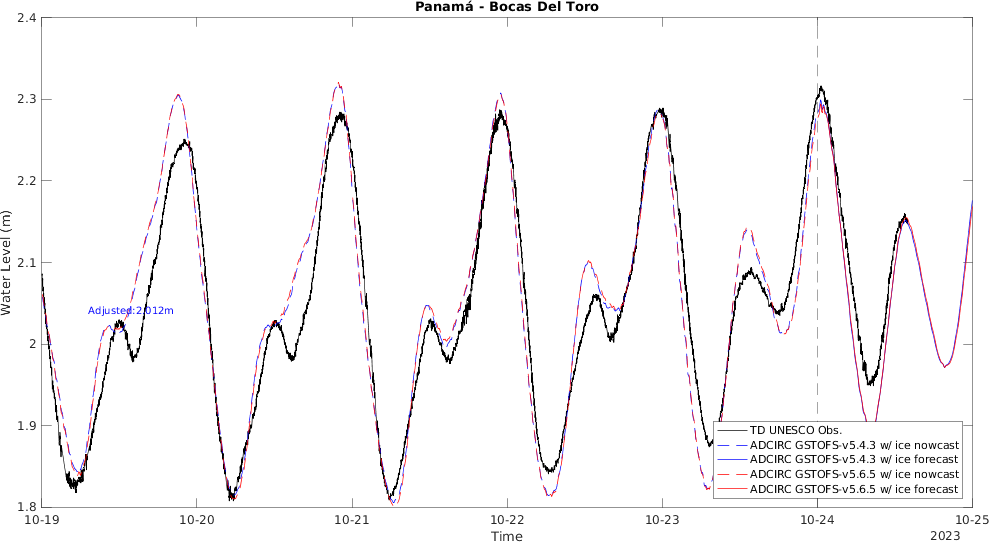 Panamá - Bocas Del Toro
2.4
2.3
2.2
2.1
2
1.9
1.8
Water Level (m)
Adjusted:2.012m
TD UNESCO Obs.
ADCIRC GSTOFS-v5.4.3 w/ ice nowcast
ADCIRC GSTOFS-v5.4.3 w/ ice forecast
ADCIRC GSTOFS-v5.6.5 w/ ice nowcast
ADCIRC GSTOFS-v5.6.5 w/ ice forecast
10-19 10-20 10-21 10-22 10-23 10-24 10-25
Time
2023